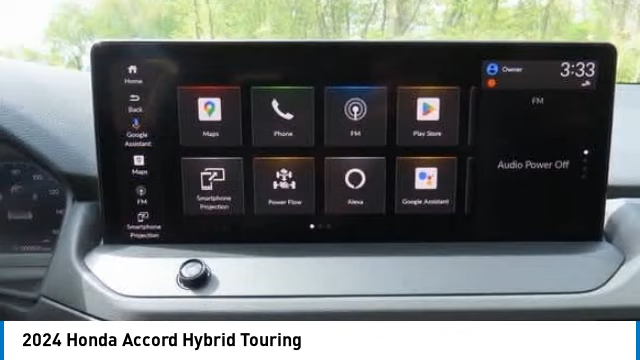 Home
Back
Google
Assistant
Maps
FM
Smartphone
Projection
Maps
Phone
FM
Play Store
Smartphone
Projection
Power Flow
Alexa
Google Assistant
Owner
3:33
FM
Audio Power Off
2024 Honda Accord Hybrid Touring